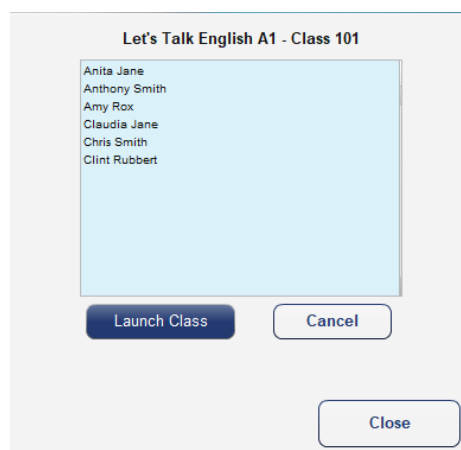 Let's Talk English A1 - Class 101
Anita Jane
Anthony Smith
Amy Rox
Claudia Jane
Chris Smith
Clint Rubbert
Launch Class
Cancel
Close